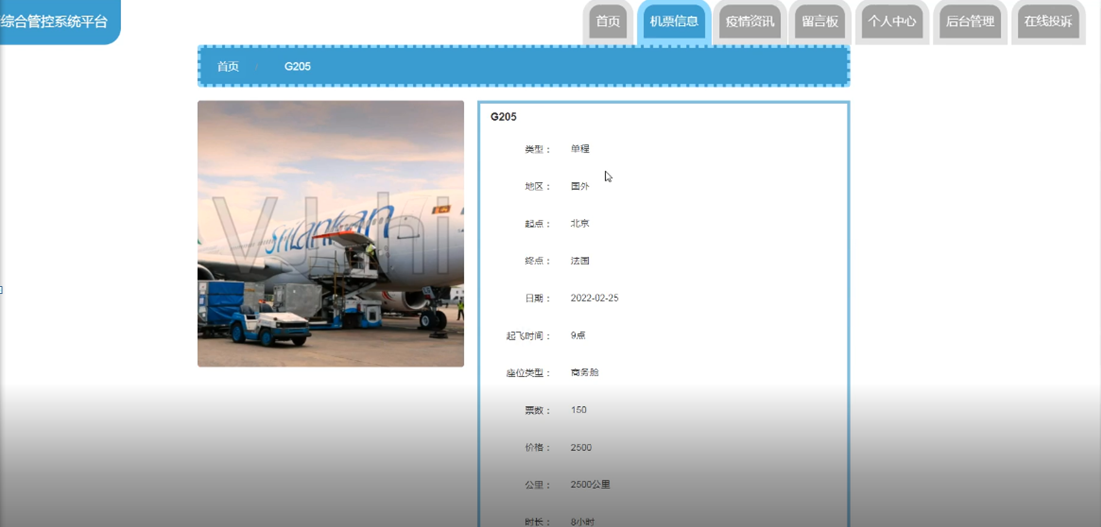 综合管控系统平台
首页
机票信息
疫情资讯
留言板
个人中心
后台管理
在线投诉
首页 G205
SriLankan
G205
类型： 单程
地区： 国外
起点： 北京
终点： 法国
日期： 2022-02-25
起飞时间： 9点
座位类型： 商务舱
票数： 150
价格： 2500
公里： 2500公里
时长： 8小时